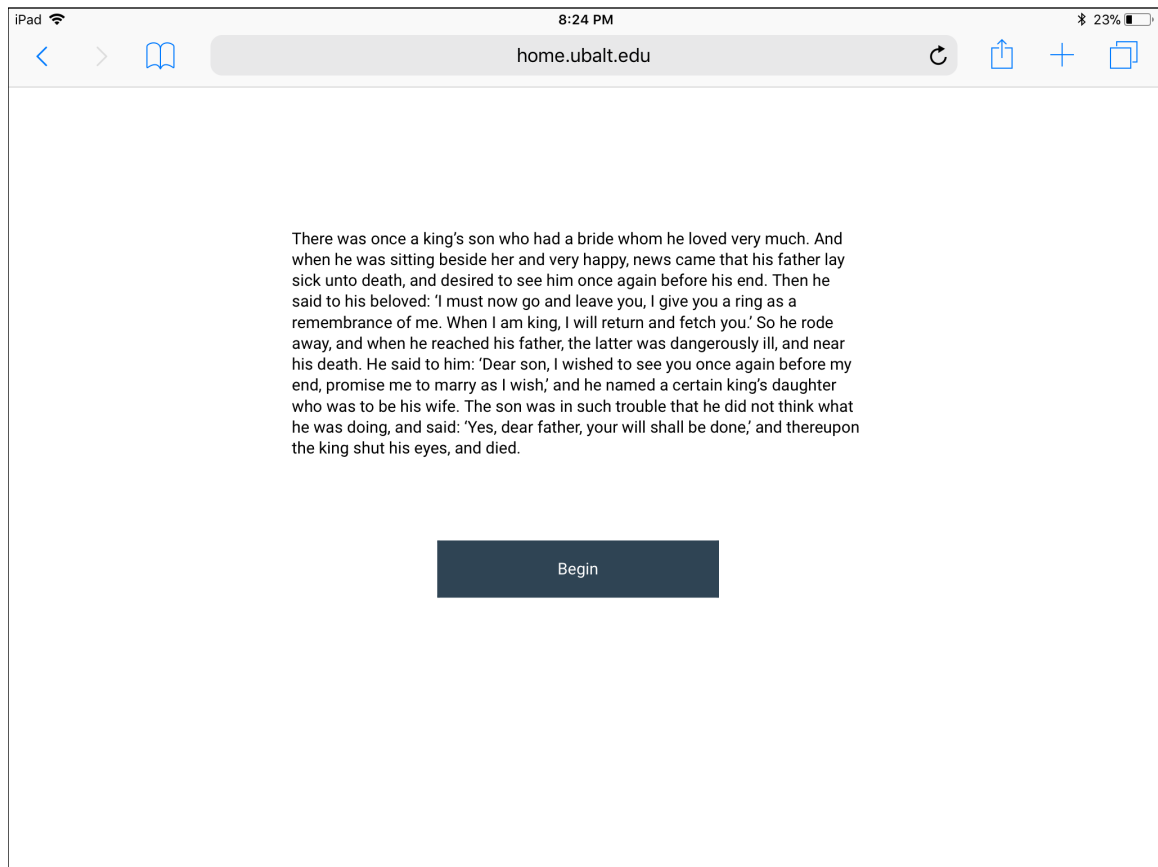 iPad
8:24 PM
23%
home.ubalt.edu
There was once a king’s son who had a bride whom he loved very much. And
when he was sitting beside her and very happy, news came that his father lay
sick unto death, and desired to see him once again before his end. Then he
said to his beloved: ‘I must now go and leave you, I give you a ring as a
remembrance of me. When I am king, I will return and fetch you.’ So he rode
away, and when he reached his father, the latter was dangerously ill, and near
his death. He said to him: ‘Dear son, I wished to see you once again before my
end, promise me to marry as I wish,’ and he named a certain king’s daughter
who was to be his wife. The son was in such trouble that he did not think what
he was doing, and said: ‘Yes, dear father, your will shall be done,’ and thereupon
the king shut his eyes, and died.
Begin